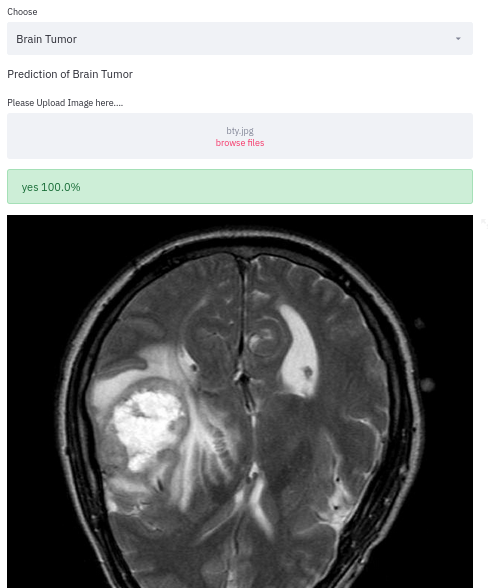 Choose
Brain Tumor
Prediction of Brain Tumor
Please Upload Image here....
bty.jpg
browse files
yes 100.0%